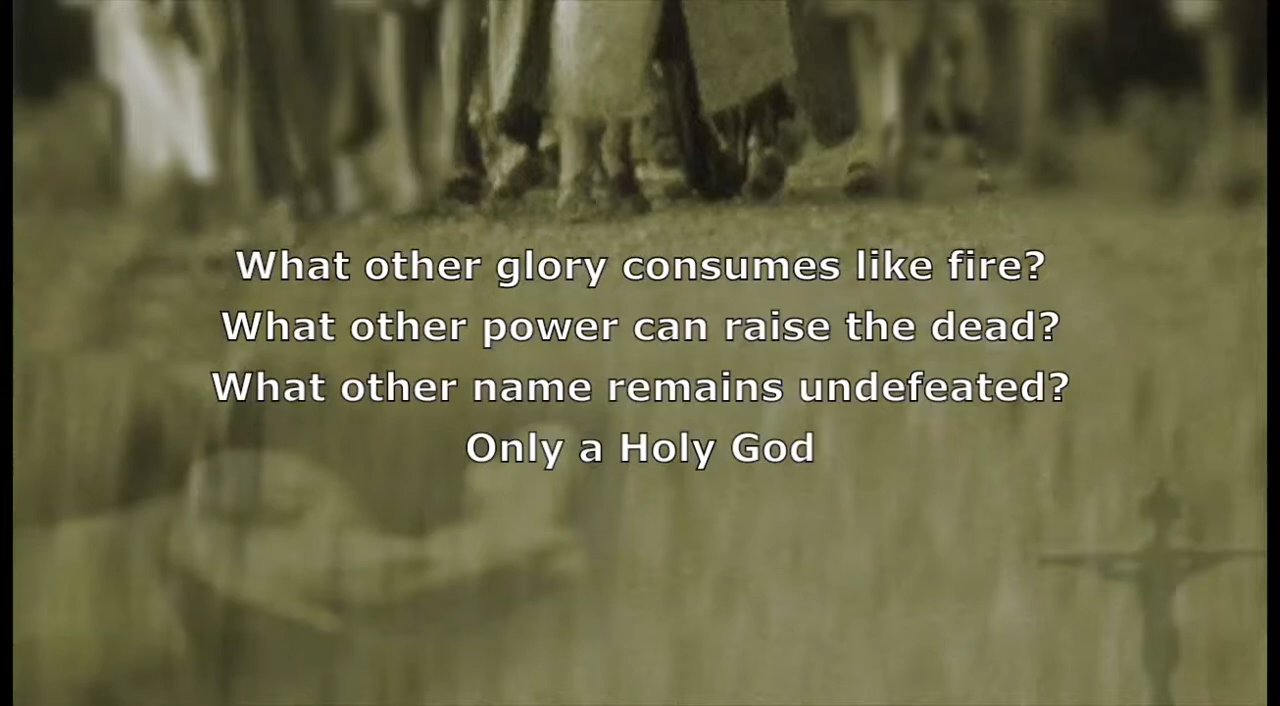 What other glory consumes like fire?
What other power can raise the dead?
What other name remains undefeated?
Only a Holy God